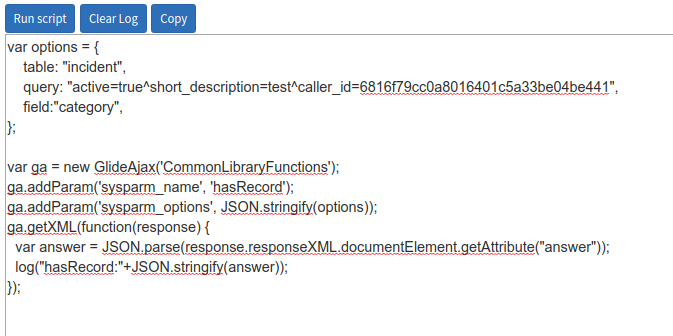 Run script Clear Log Copy
var options = {
table: "incident",
query: "active=true^short_description=test^caller_id=6816f79cc0a8016401c5a33be04be441",
field:"category",
};
var ga = new GlideAjax('CommonLibraryFunctions');
ga.addParam('sysparm_name', 'hasRecord');
ga.addParam('sysparm_options', JSON.stringify(options));
ga.getXML(function(response) {
var answer = JSON.parse(response.responseXML.documentElement.getAttribute("answer"));
log("hasRecord:"+JSON.stringify(answer));
});